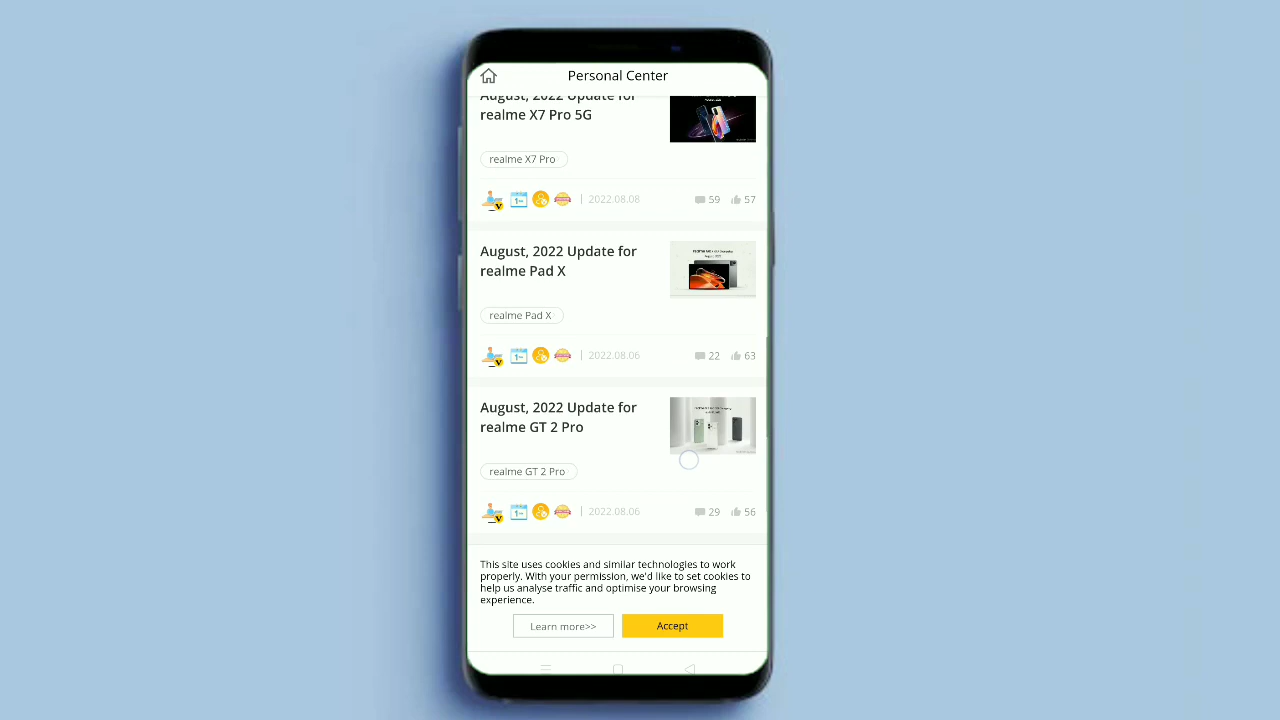 Personal Center
August, 2022 Update for
realme X7 Pro 5G
realme X7 Pro
2022.08.08
59
57
August, 2022 Update for
realme Pad X
realme Pad X
2022.08.06
22
63
August, 2022 Update for
realme GT 2 Pro
realme GT 2 Pro
2022.08.06
29
56
This site uses cookies and similar technologies to work
properly. With your permission, we'd like to set cookies to
help us analyse traffic and optimise your browsing
experience.
Learn more>>
Accept